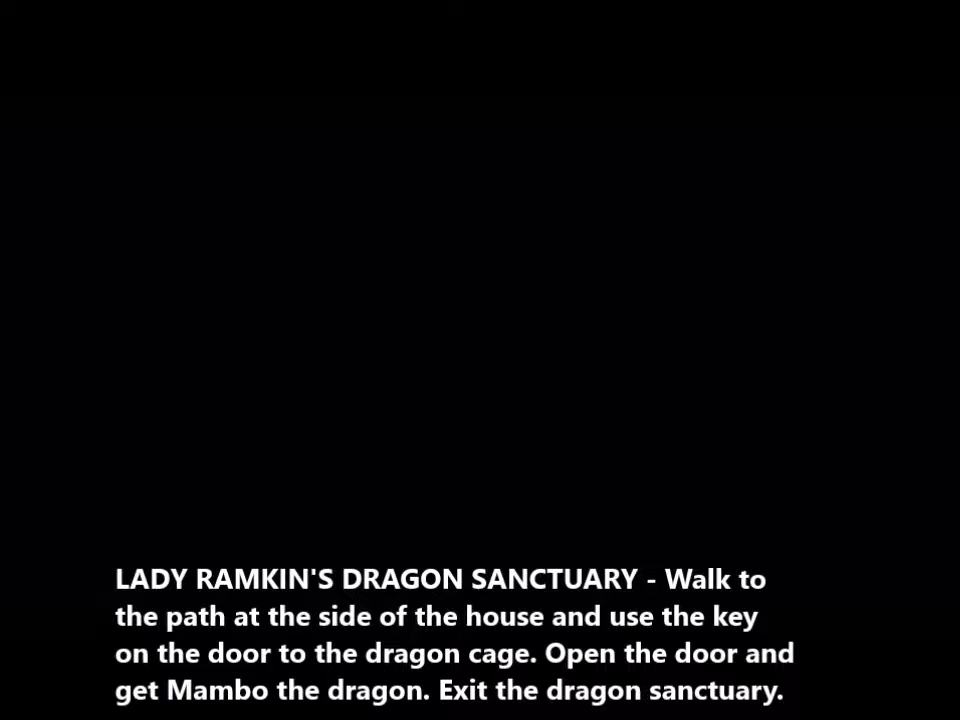 LADY RAMKIN'S DRAGON SANCTUARY - Walk to
the path at the side of the house and use the key
on the door to the dragon cage. Open the door and
get Mambo the dragon. Exit the dragon sanctuary.